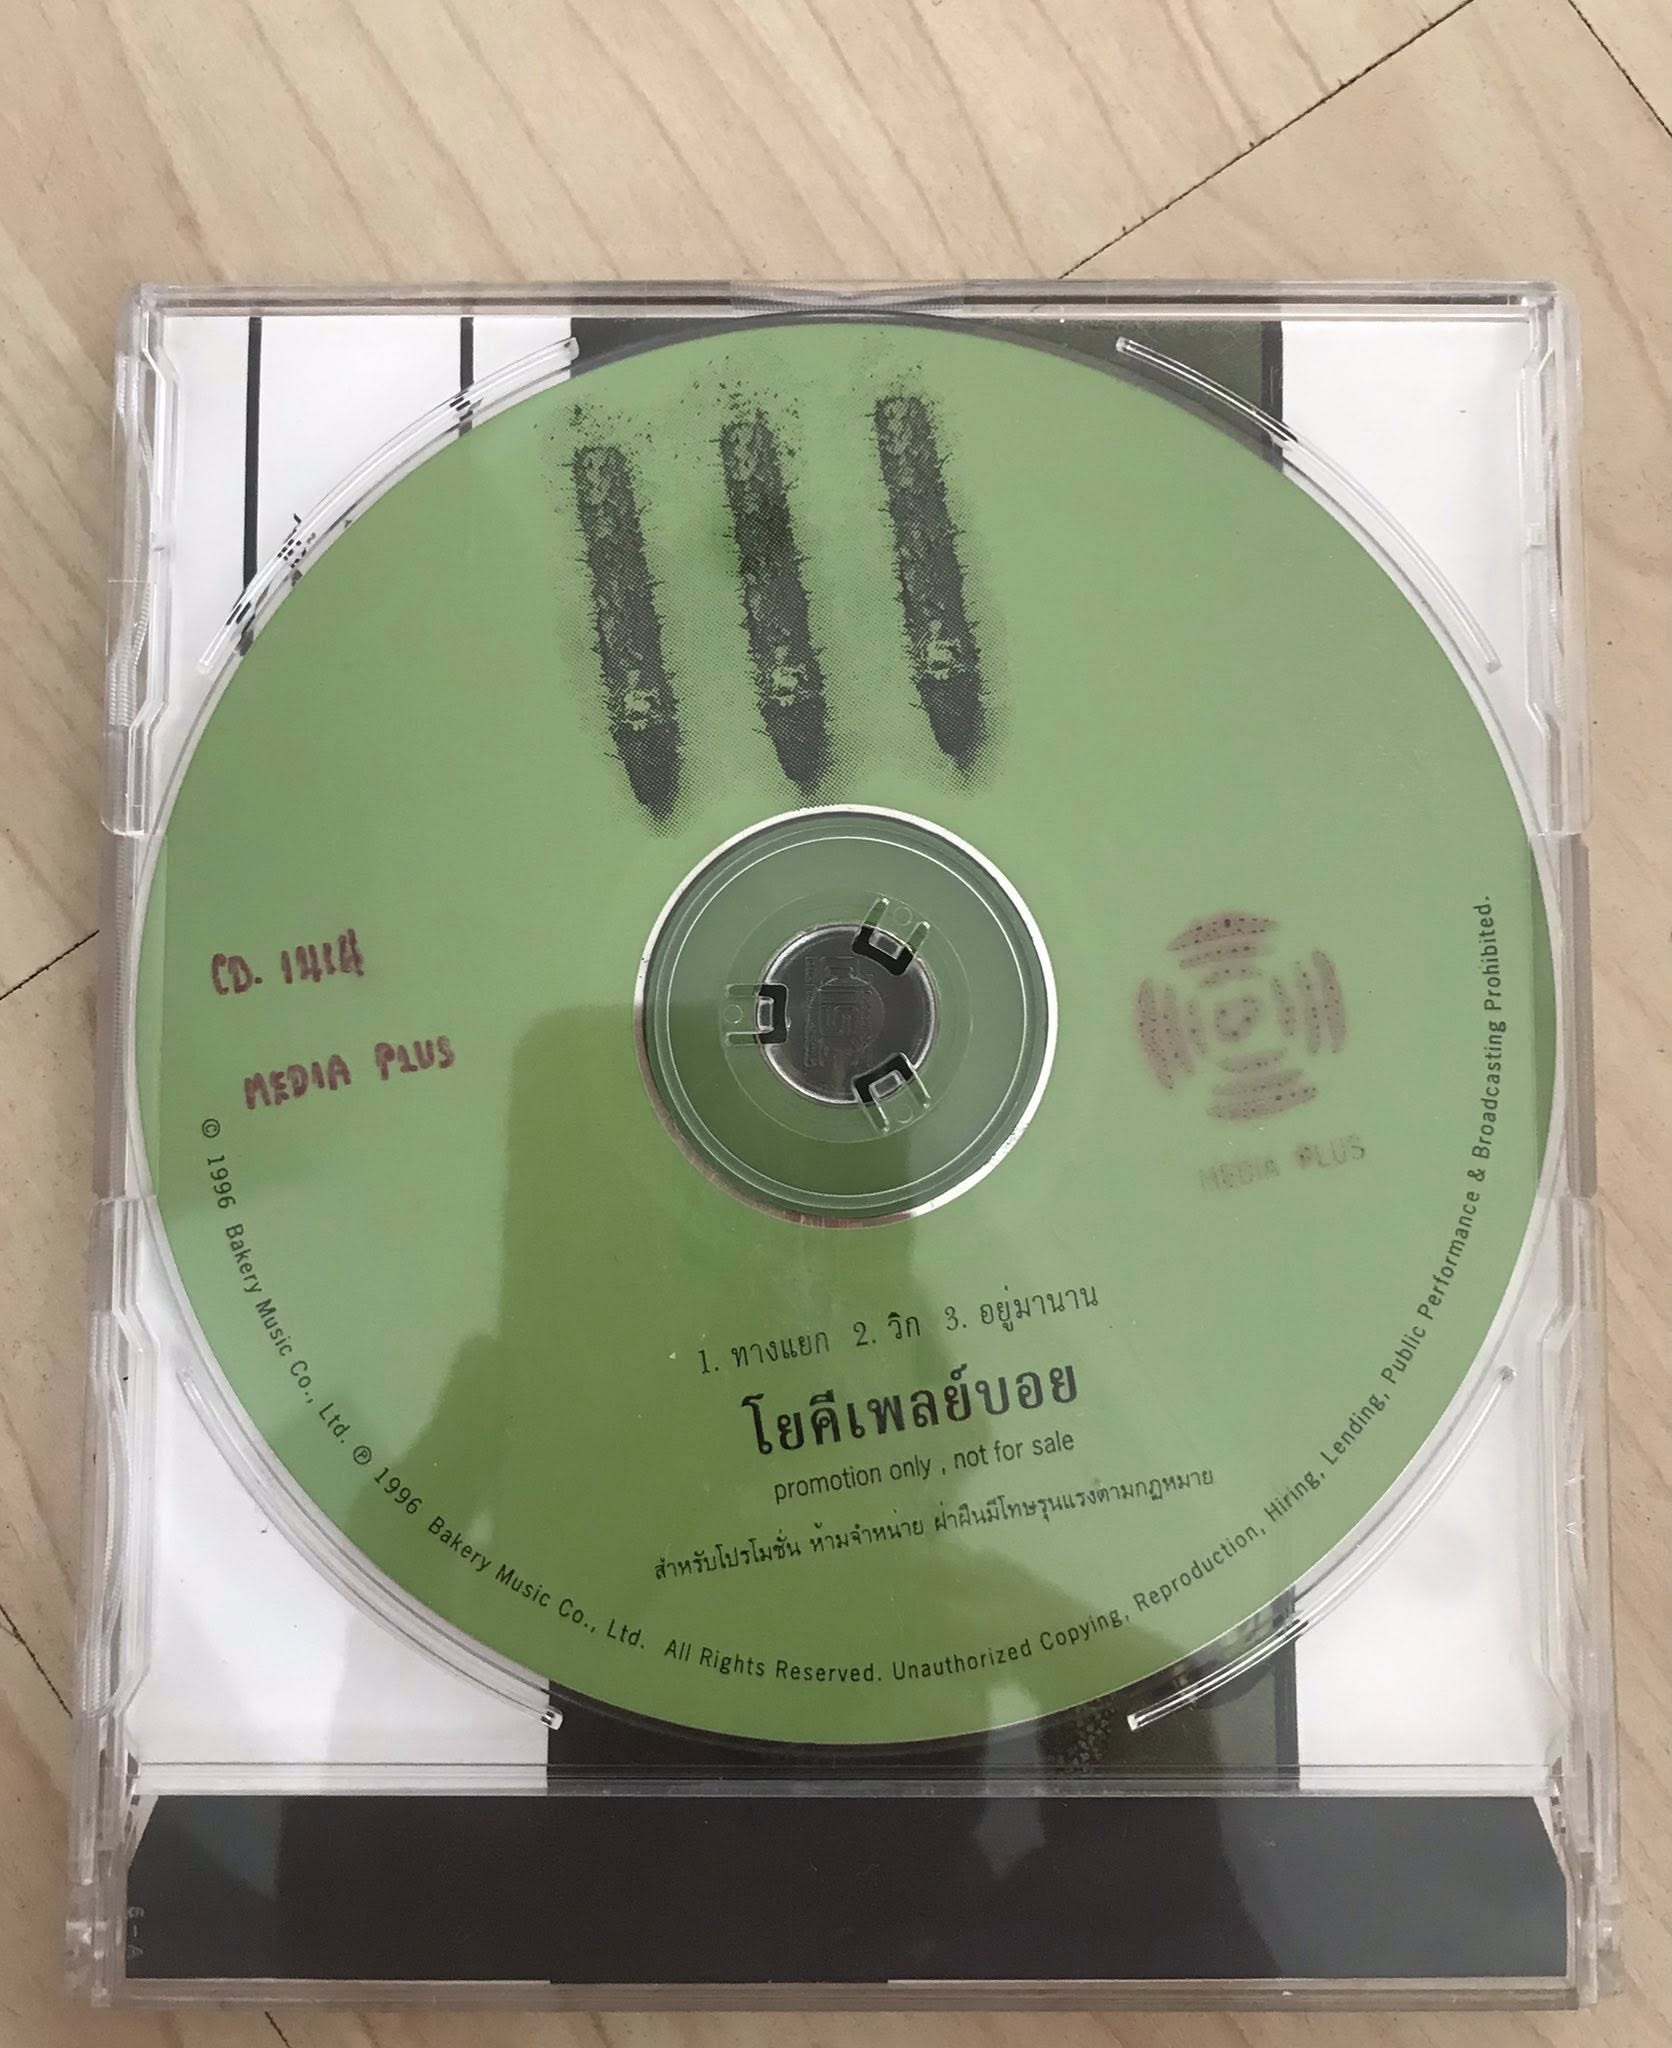 CD. 1414
MEDIA PLUS
MEDIA PLUS
1. ทางแยก 2. วิก 3. อยู่มานาน
โยคีเพลย์บอย
promotion only , not for sale
สำหรับโปรโมชั่น ห้ามจำหน่าย ฝ่าฝืนมีโทษรุนแรงตามกฏหมาย
© 1996 Bakery Music Co., Ltd. ℗ 1996 Bakery Music Co., Ltd. All Rights Reserved. Unauthorized Copying, Reproduction, Hiring, Lending, Public Performance & Broadcasting Prohibited.